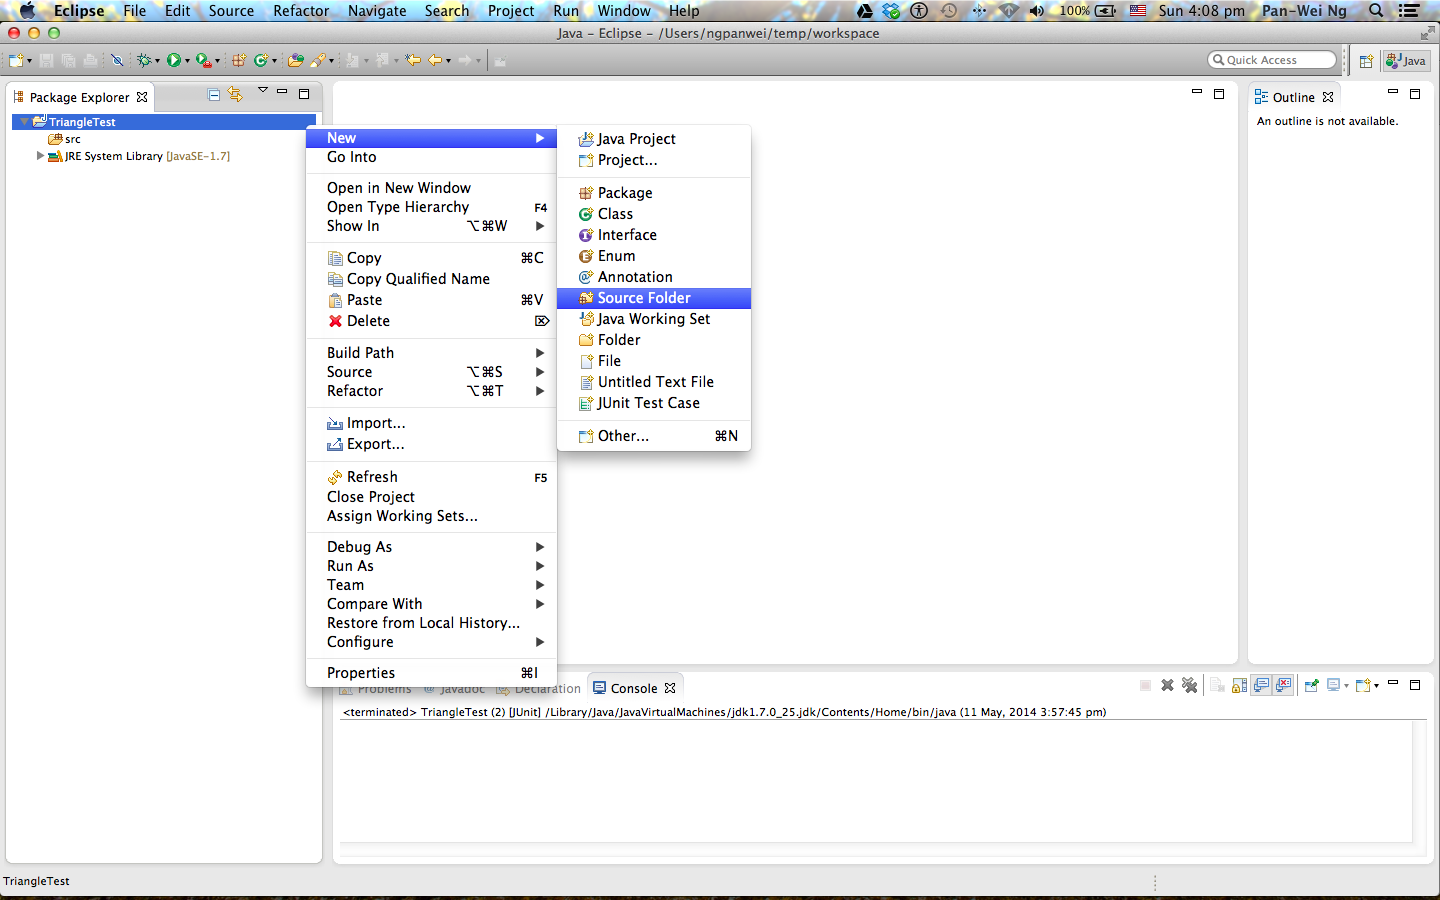 Eclipse File Edit Source Refactor Navigate Search Project Run Window Help 100% Sun 4:08 pm Pan-Wei Ng
Java – Eclipse – /Users/ngpanwei/temp/workspace
Quick Access
Java
Package Explorer
TriangleTest
src
JRE System Library [JavaSE-1.7]
New
Go Into
Open in New Window
Open Type Hierarchy F4
Show In ⌥⌘W
Copy ⌘C
Copy Qualified Name
Paste ⌘V
Delete ⌦
Build Path
Source ⌥⌘S
Refactor ⌥⌘T
Import...
Export...
Refresh F5
Close Project
Assign Working Sets...
Debug As
Run As
Team
Compare With
Restore from Local History...
Configure
Properties ⌘I
Java Project
Project...
Package
Class
Interface
Enum
Annotation
Source Folder
Java Working Set
Folder
File
Untitled Text File
JUnit Test Case
Other... ⌘N
Outline
An outline is not available.
Problems @ Javadoc Declaration Console
<terminated> TriangleTest (2) [JUnit] /Library/Java/JavaVirtualMachines/jdk1.7.0_25.jdk/Contents/Home/bin/java (11 May, 2014 3:57:45 pm)
TriangleTest